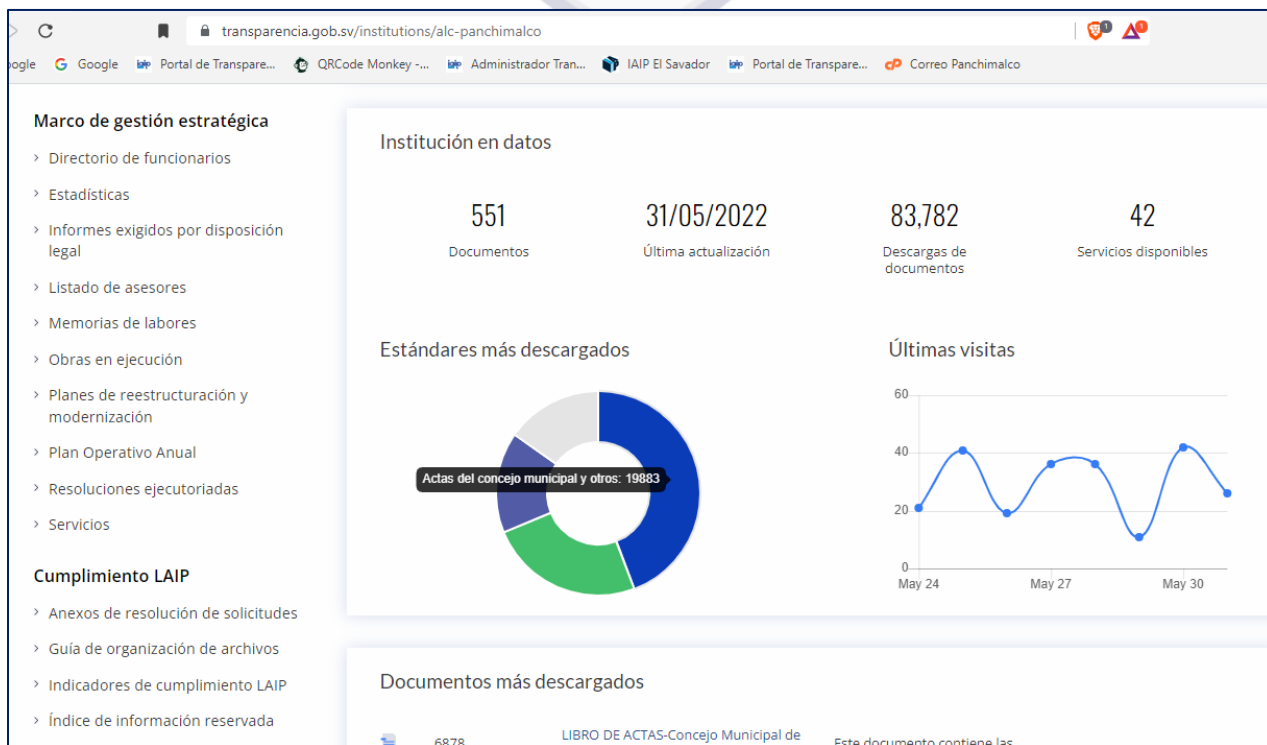 transparencia.gob.sv/institutions/alc-panchimalco
1
1
oogle
Google
Portal de Transpare...
QRCode Monkey -...
Administrador Tran...
IAIP El Savador
Portal de Transpare...
Correo Panchimalco
Marco de gestión estratégica
Directorio de funcionarios
Estadísticas
Informes exigidos por disposición
legal
Listado de asesores
Memorias de labores
Obras en ejecución
Planes de reestructuración y
modernización
Plan Operativo Anual
Resoluciones ejecutoriadas
Servicios
Cumplimiento LAIP
Anexos de resolución de solicitudes
Guía de organización de archivos
Indicadores de cumplimiento LAIP
Índice de información reservada
Institución en datos
551
Documentos
31/05/2022
Última actualización
83,782
Descargas de
documentos
42
Servicios disponibles
Estándares más descargados
Actas del concejo municipal y otros: 19883
Últimas visitas
60
40
20
0
May 24
May 27
May 30
Documentos más descargados
6878
LIBRO DE ACTAS-Concejo Municipal de
Este documento contiene las